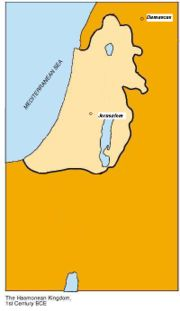 Damascus
MEDITERRANEAN SEA
Jerusalem
The Hasmonean Kingdom,
1st Century BCE